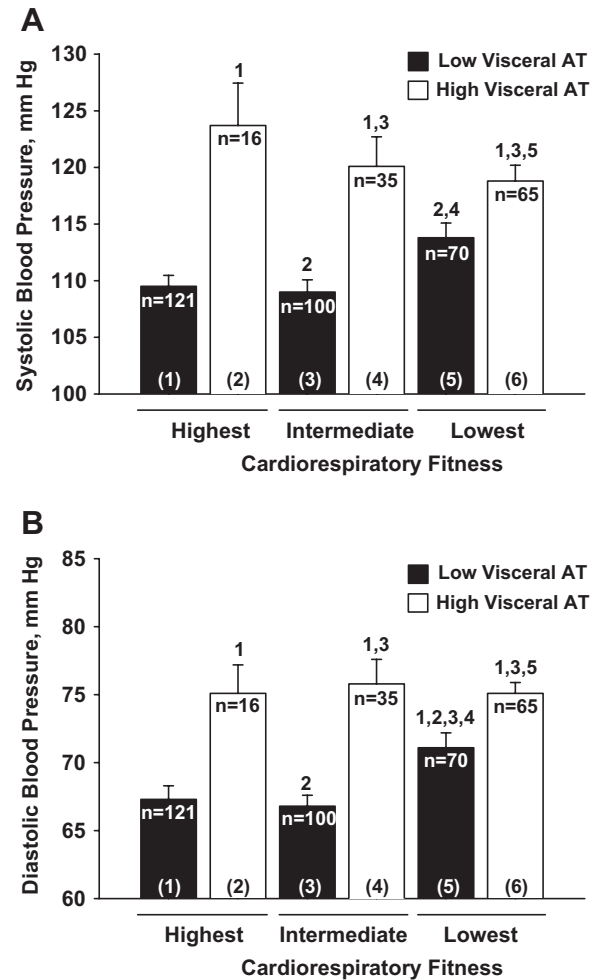 A
Systolic Blood Pressure, mm Hg
130
125
120
115
110
105
100
Low Visceral AT
High Visceral AT
1
1,3
1,3,5
2
2,4
n=121
n=16
n=100
n=35
n=70
n=65
(1) (2) (3) (4) (5) (6)
Highest Intermediate Lowest
Cardiorespiratory Fitness
B
Diastolic Blood Pressure, mm Hg
85
80
75
70
65
60
Low Visceral AT
High Visceral AT
1
1,3
1,3,5
2
1,2,3,4
n=121
n=16
n=100
n=35
n=70
n=65
(1) (2) (3) (4) (5) (6)
Highest Intermediate Lowest
Cardiorespiratory Fitness